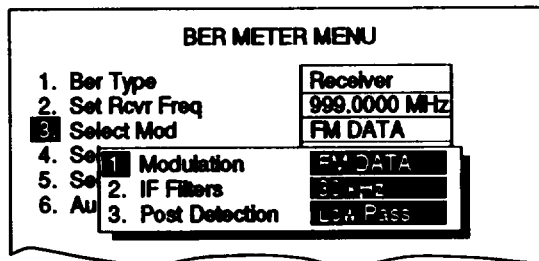 BER METER MENU
1. Ber Type Receiver
2. Set Rcvr Freq 999.0000 MHz
3. Select Mod FM DATA
4. Se
5. Se
6. Au
1 Modulation FM DATA
2. IF Filters
3. Post Detection Low Pass